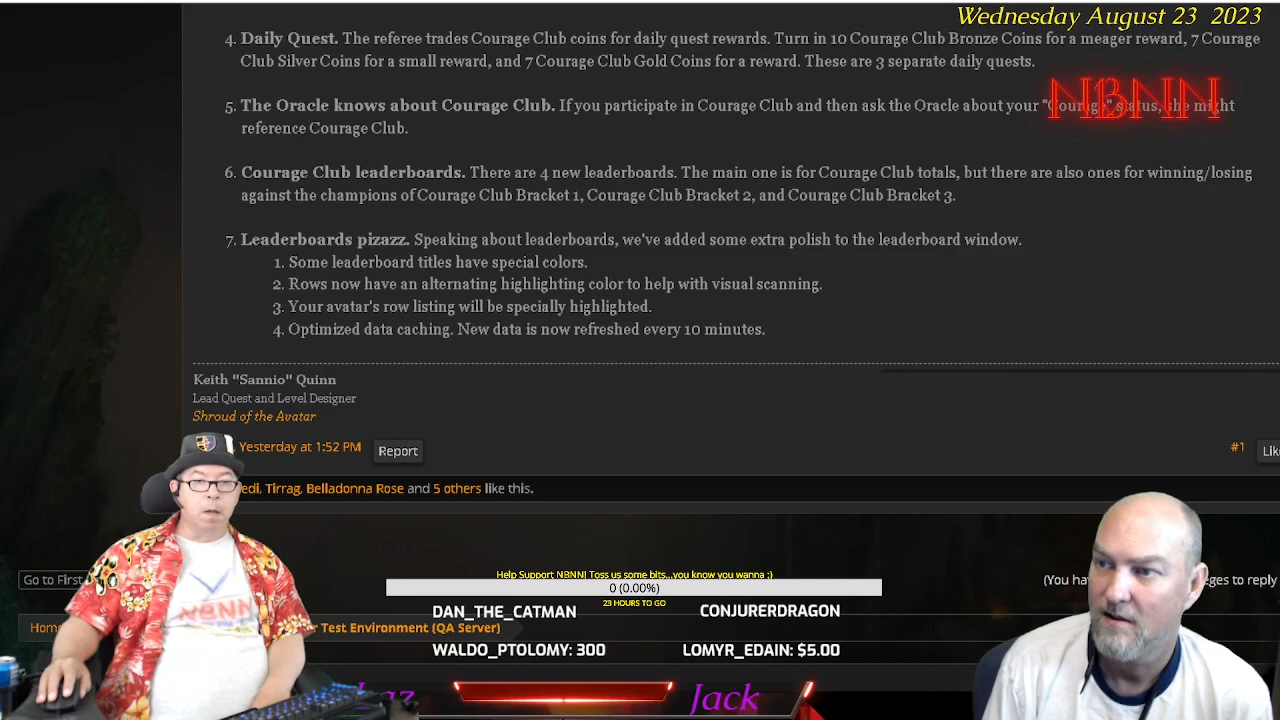 Wednesday August 23 2023
4. Daily Quest. The referee trades Courage Club coins for daily quest rewards. Turn in 10 Courage Club Bronze Coins for a meager reward, 7 Courage
Club Silver Coins for a small reward, and 7 Courage Club Gold Coins for a reward. These are 3 separate daily quests.
NBNN
5. The Oracle knows about Courage Club. If you participate in Courage Club and then ask the Oracle about your "Courage" status, she might
reference Courage Club.
6. Courage Club leaderboards. There are 4 new leaderboards. The main one is for Courage Club totals, but there are also ones for winning/losing
against the champions of Courage Club Bracket 1, Courage Club Bracket 2, and Courage Club Bracket 3.
7. Leaderboards pizazz. Speaking about leaderboards, we've added some extra polish to the leaderboard window.
1. Some leaderboard titles have special colors.
2. Rows now have an alternating highlighting color to help with visual scanning.
3. Your avatar's row listing will be specially highlighted.
4. Optimized data caching. New data is now refreshed every 10 minutes.
Keith "Sannio" Quinn
Lead Quest and Level Designer
Shroud of the Avatar
Yesterday at 1:52 PM Report #1
Tirrag, Belladonna Rose and 5 others like this.
Help Support NBNN! Toss us some bits...you know you wanna :)
Go to First
to reply
0 (0.00%)
23 HOURS TO GO
DAN_THE_CATMAN CONJURERDRAGON
NBNN
Test Environment (QA Server)
WALDO_PTOLOMY: 300 LOMYR_EDAIN: $5.00
Jack